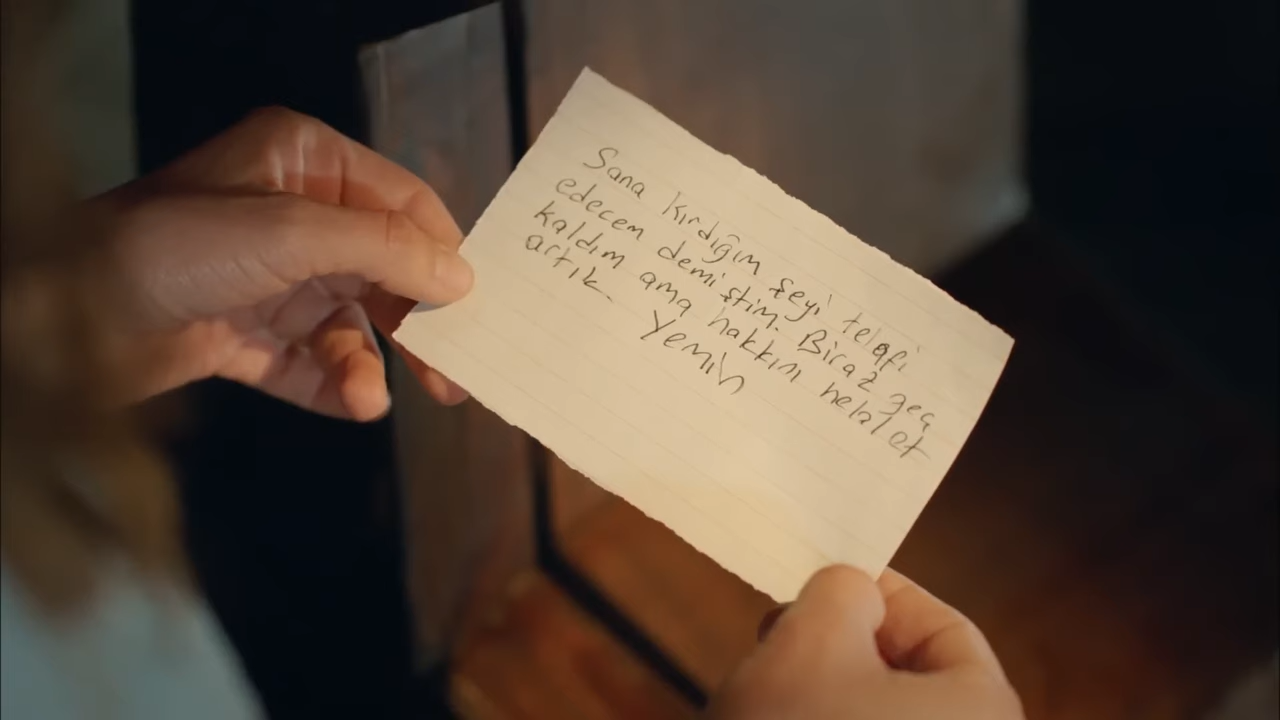 Sana kırdığım şeyi telafi
edecem demiştim. Biraz geç
kaldım ama hakkını helal et
artık.
Yemin